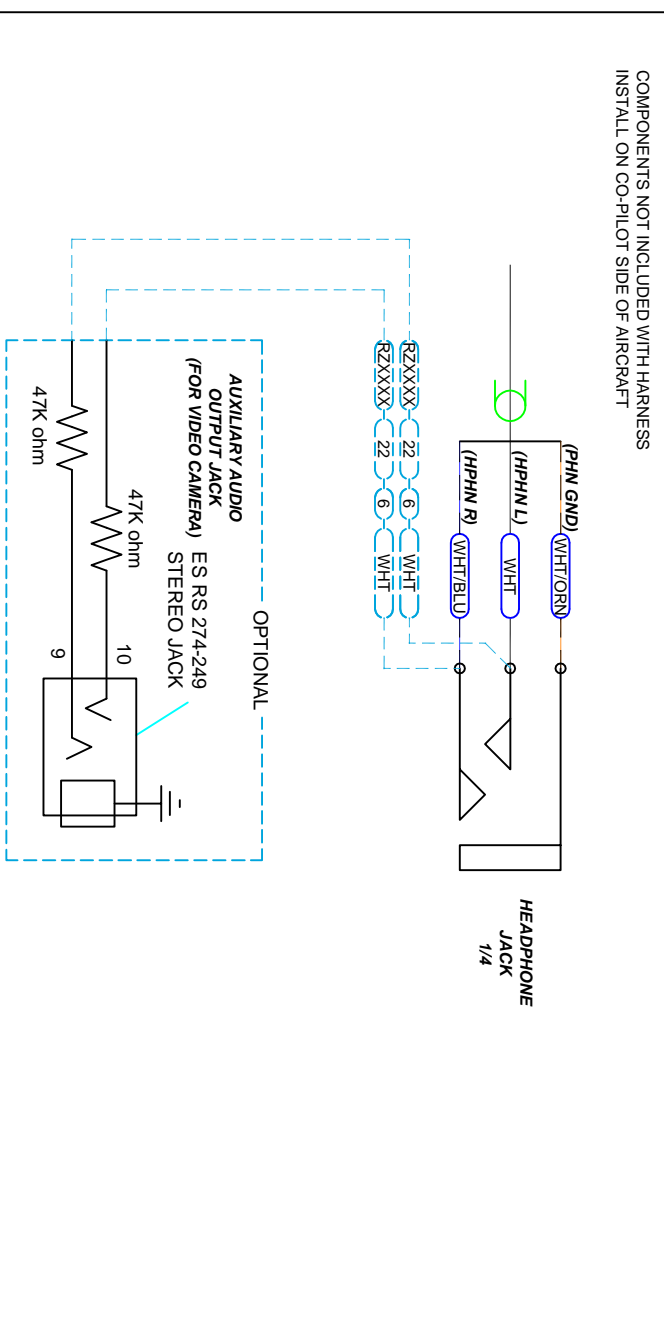 COMPONENTS NOT INCLUDED WITH HARNESS
INSTALL ON CO-PILOT SIDE OF AIRCRAFT
(PHN GND)
WHT/ORN
(HPHN L)
WHT
(HPHN R)
WHT/BLU
HEADPHONE
JACK
1/4
RZXXXX 22 6 WHT
RZXXXX 22 6 WHT
OPTIONAL
AUXILIARY AUDIO
OUTPUT JACK
(FOR VIDEO CAMERA)
ES RS 274-249
STEREO JACK
47K ohm
10
47K ohm
9